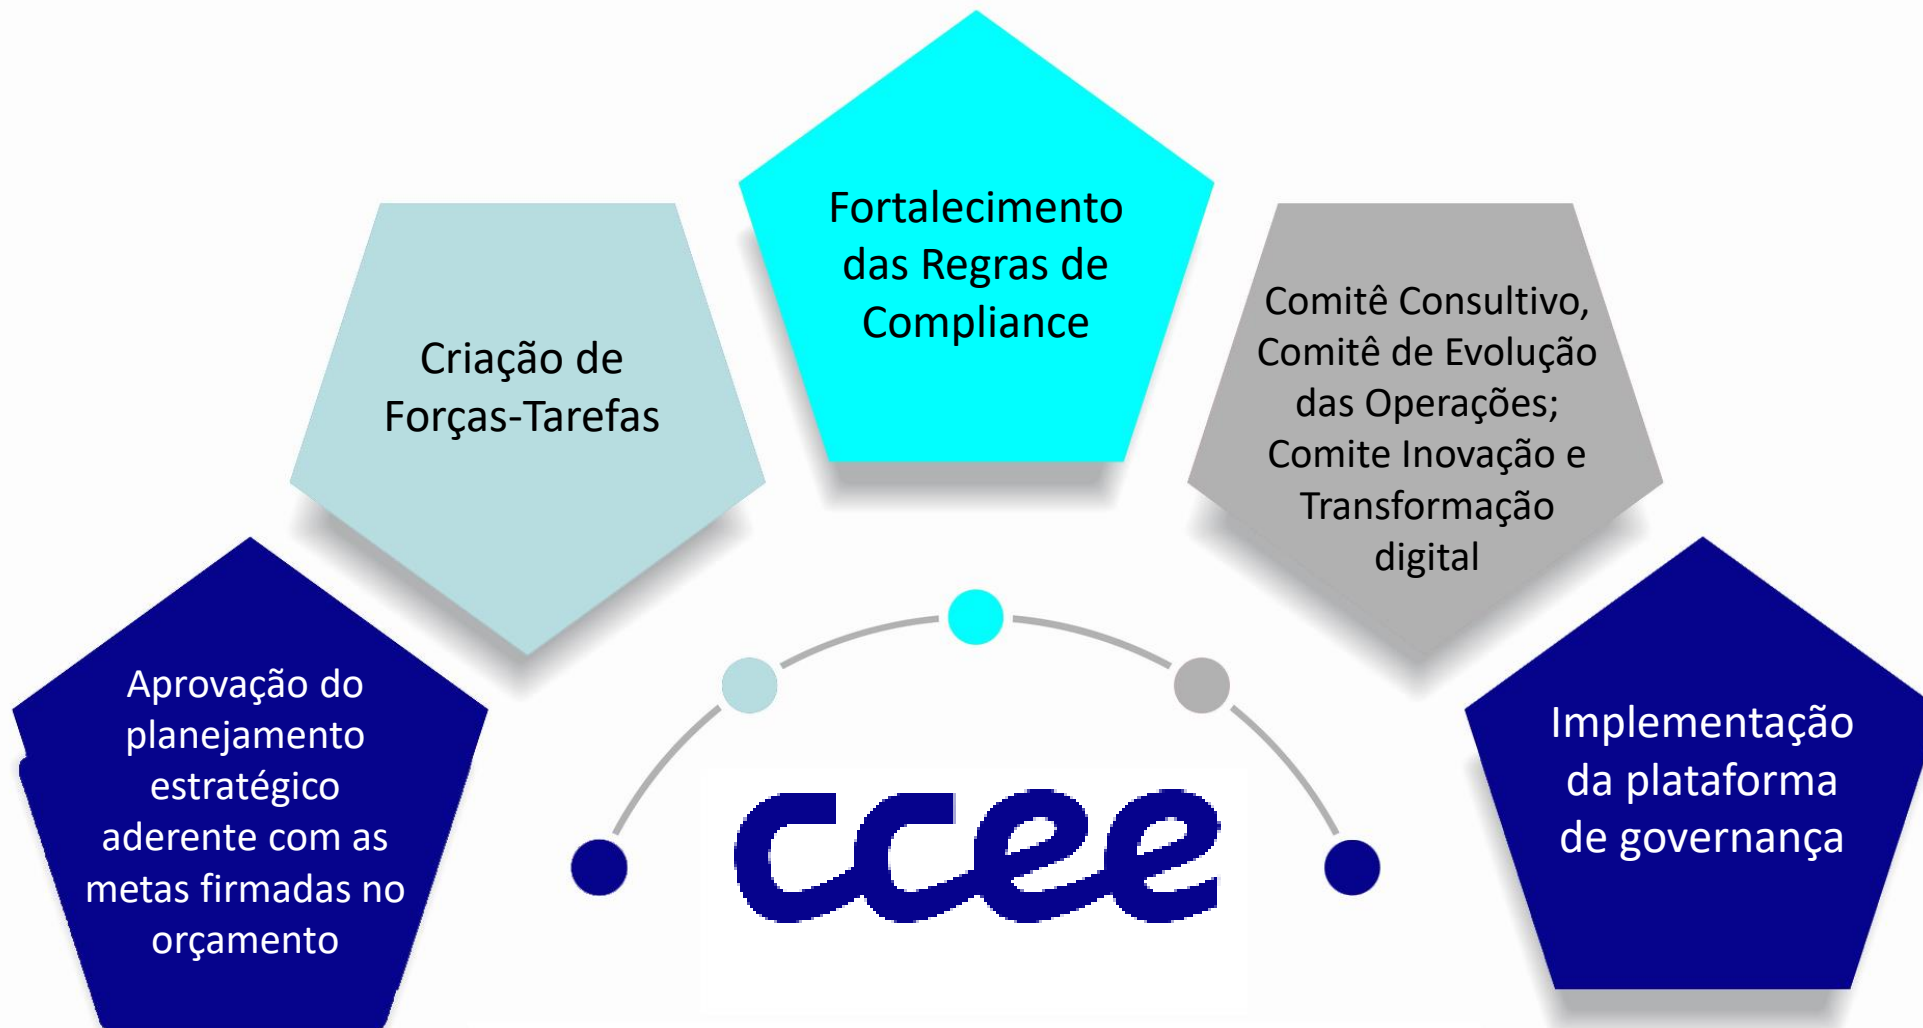 Fortalecimento
das Regras de
Compliance
Criação de
Forças-Tarefas
Comitê Consultivo,
Comitê de Evolução
das Operações;
Comite Inovação e
Transformação
digital
Aprovação do
planejamento
estratégico
aderente com as
metas firmadas no
orçamento
Implementação
da plataforma
de governança
ccee